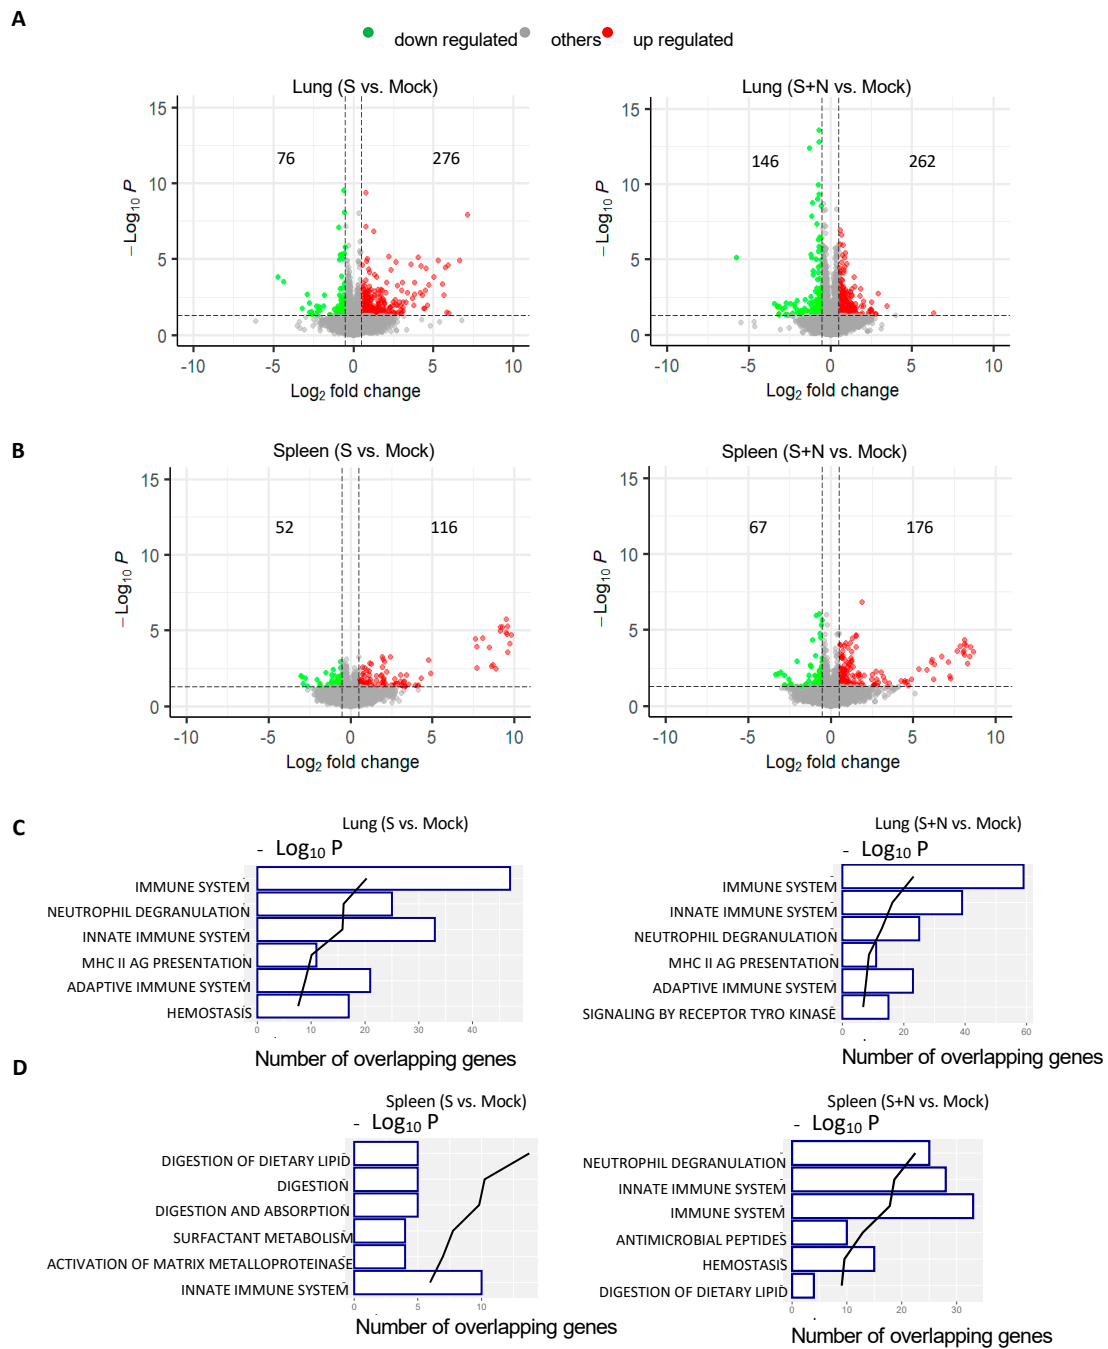 A
down regulated others up regulated
Lung (S vs. Mock)
Lung (S+N vs. Mock)
15
10
5
0
−Log10 P
76
276
-10 -5 0 5 10
Log2 fold change
15
10
5
0
−Log10 P
146
262
-10 -5 0 5 10
Log2 fold change
B
Spleen (S vs. Mock)
Spleen (S+N vs. Mock)
15
10
5
0
−Log10 P
52
116
-10 -5 0 5 10
Log2 fold change
15
10
5
0
−Log10 P
67
176
-10 -5 0 5 10
Log2 fold change
C
Lung (S vs. Mock)
- Log10 P
IMMUNE SYSTEM
NEUTROPHIL DEGRANULATION
INNATE IMMUNE SYSTEM
MHC II AG PRESENTATION
ADAPTIVE IMMUNE SYSTEM
HEMOSTASIS
0 10 20 30 40
Number of overlapping genes
Lung (S+N vs. Mock)
- Log10 P
IMMUNE SYSTEM
INNATE IMMUNE SYSTEM
NEUTROPHIL DEGRANULATION
MHC II AG PRESENTATION
ADAPTIVE IMMUNE SYSTEM
SIGNALING BY RECEPTOR TYRO KINASE
0 20 40 60
Number of overlapping genes
D
Spleen (S vs. Mock)
- Log10 P
DIGESTION OF DIETARY LIPID
DIGESTION
DIGESTION AND ABSORPTION
SURFACTANT METABOLISM
ACTIVATION OF MATRIX METALLOPROTEINASE
INNATE IMMUNE SYSTEM
0 5 10
Number of overlapping genes
Spleen (S+N vs. Mock)
- Log10 P
NEUTROPHIL DEGRANULATION
INNATE IMMUNE SYSTEM
IMMUNE SYSTEM
ANTIMICROBIAL PEPTIDES
HEMOSTASIS
DIGESTION OF DIETARY LIPID
0 10 20 30
Number of overlapping genes